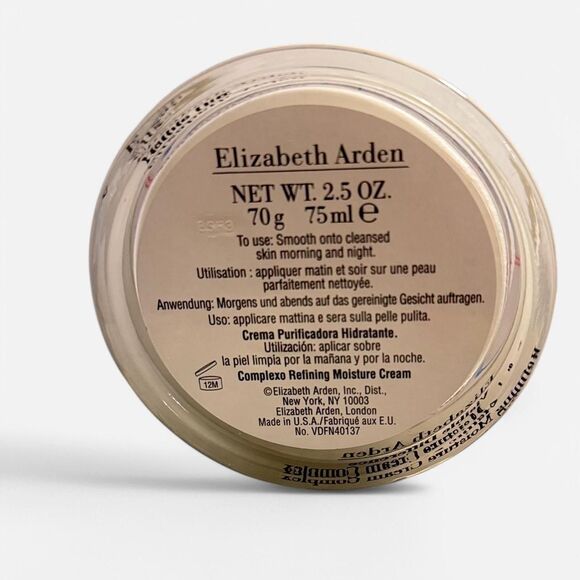 Elizabeth Arden
NET WT. 2.5 OZ.
70 g 75 ml ℮
To use: Smooth onto cleansed
skin morning and night.
Utilisation : appliquer matin et soir sur une peau
parfaitement nettoyée.
Anwendung: Morgens und abends auf das gereinigte Gesicht auftragen.
Uso: applicare mattina e sera sulla pelle pulita.
Crema Purificadora Hidratante.
Utilización: aplicar sobre
la piel limpia por la mañana y por la noche.
Complexo Refining Moisture Cream
12M
©Elizabeth Arden, Inc., Dist.,
New York, NY 10003
Elizabeth Arden, London
Made in U.S.A./Fabriqué aux E.U.
No. VDFN40137